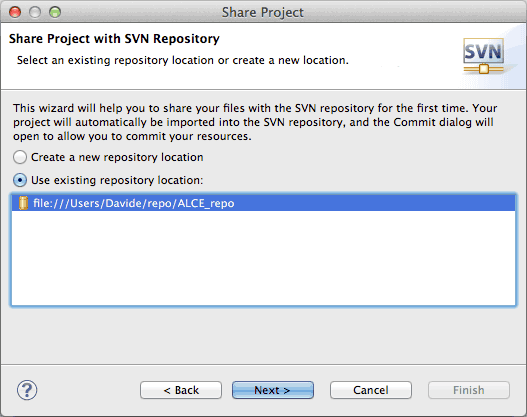 Share Project
Share Project with SVN Repository
Select an existing repository location or create a new location.
SVN
This wizard will help you to share your files with the SVN repository for the first time. Your
project will automatically be imported into the SVN repository, and the Commit dialog will
open to allow you to commit your resources.
Create a new repository location
Use existing repository location:
file:///Users/Davide/repo/ALCE_repo
?
< Back
Next >
Cancel
Finish